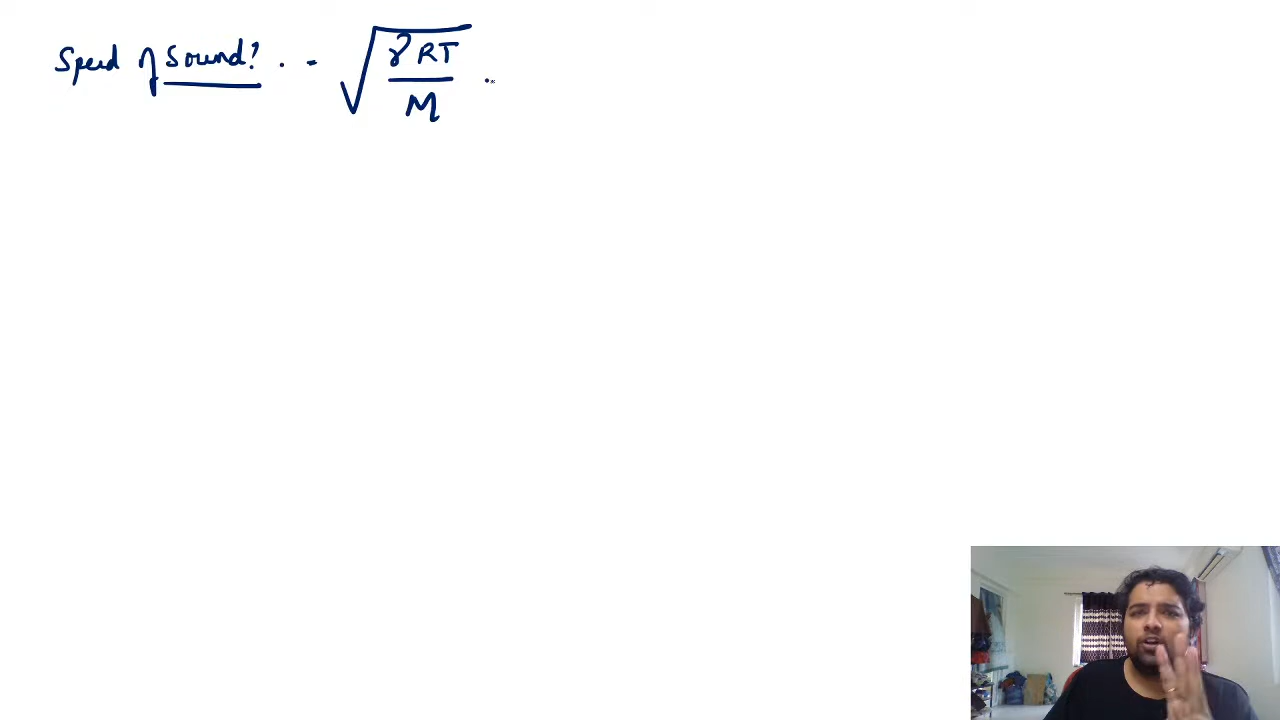 Speed of Sound? . = √(γRT / M) .